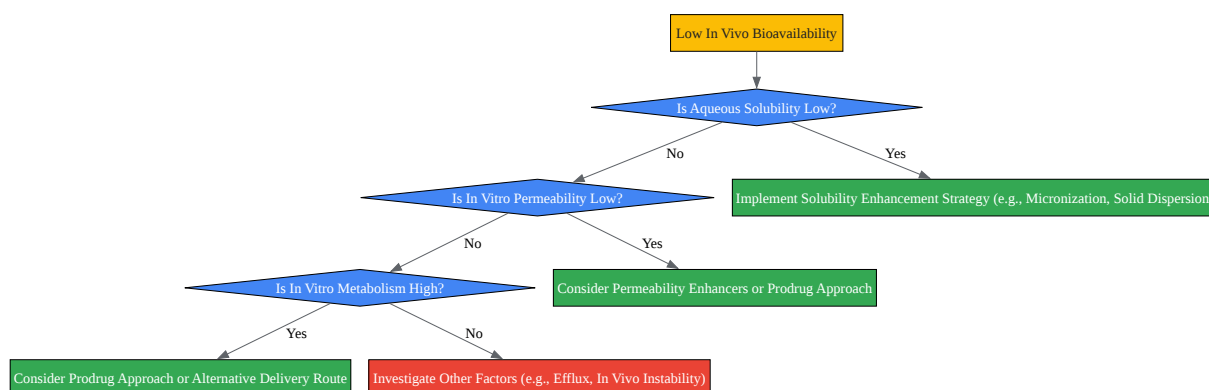 Low In Vivo Bioavailability
Is Aqueous Solubility Low?
No
Yes
Is In Vitro Permeability Low?
Implement Solubility Enhancement Strategy (e.g., Micronization, Solid Dispersion
No
Yes
Is In Vitro Metabolism High?
Consider Permeability Enhancers or Prodrug Approach
Yes
No
Consider Prodrug Approach or Alternative Delivery Route
Investigate Other Factors (e.g., Efflux, In Vivo Instability)